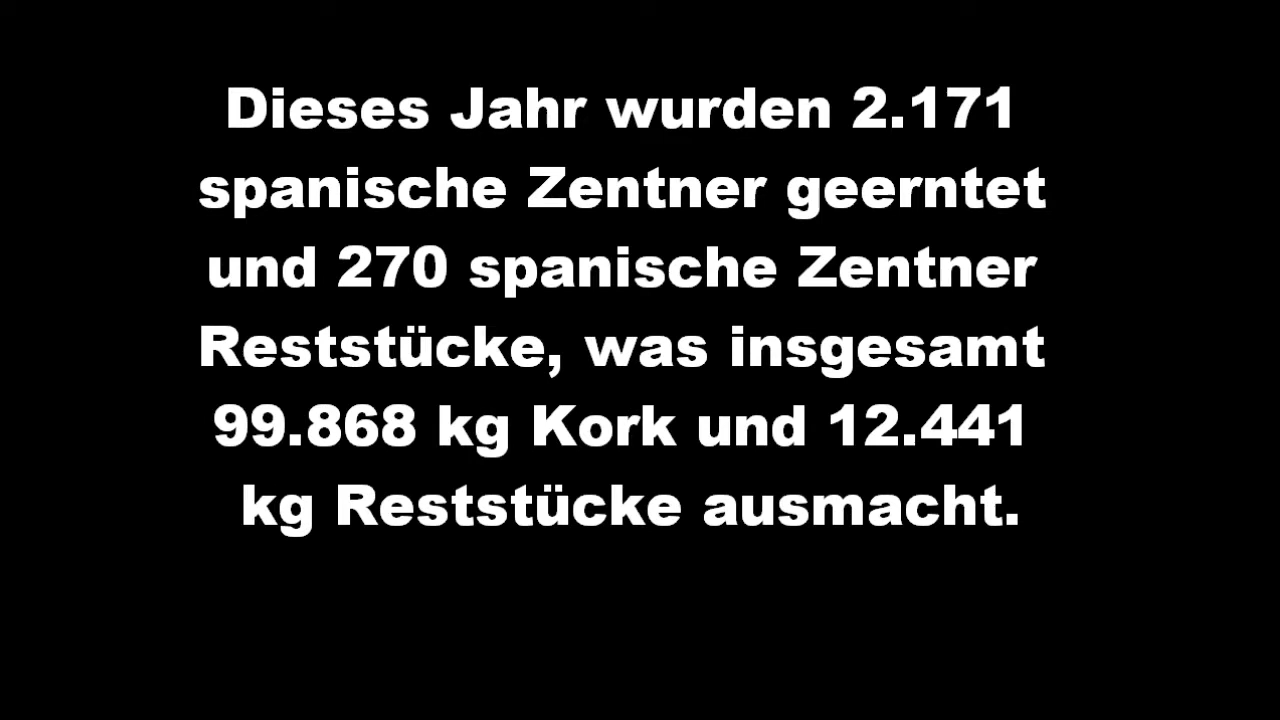 Dieses Jahr wurden 2.171
spanische Zentner geerntet
und 270 spanische Zentner
Reststücke, was insgesamt
99.868 kg Kork und 12.441
kg Reststücke ausmacht.